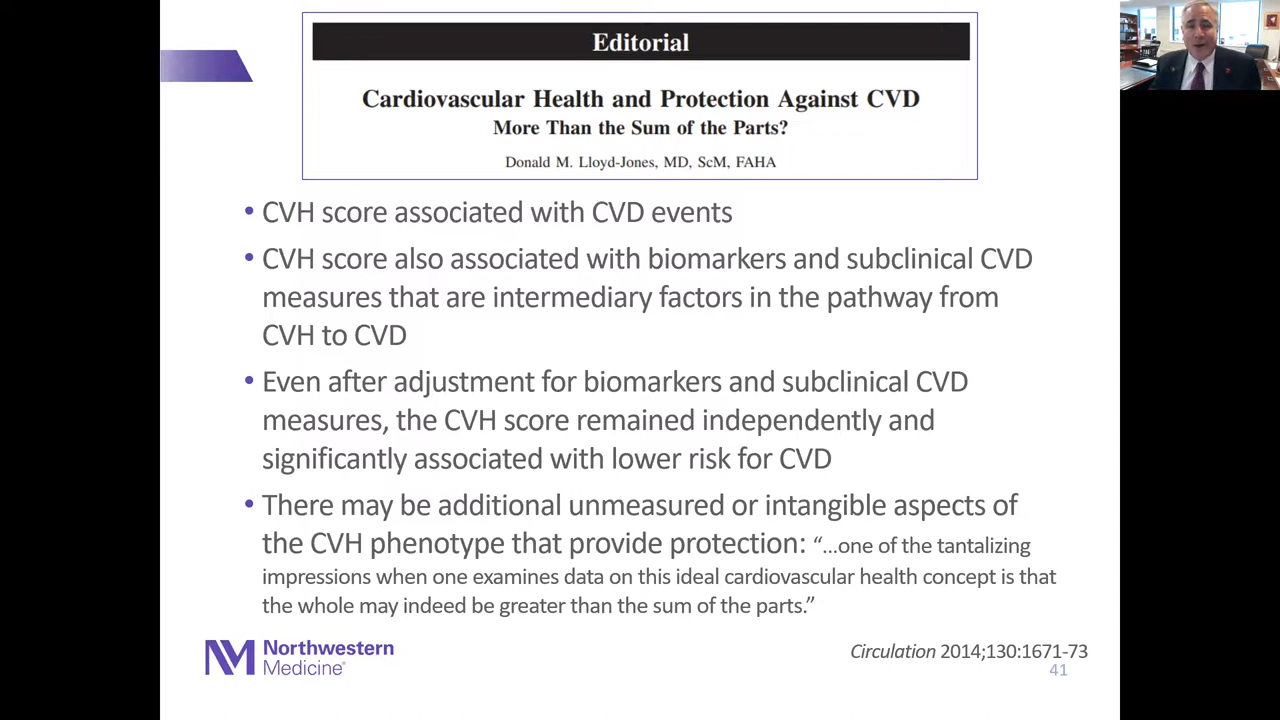 Editorial
Cardiovascular Health and Protection Against CVD
More Than the Sum of the Parts?
Donald M. Lloyd-Jones, MD, ScM, FAHA
• CVH score associated with CVD events
• CVH score also associated with biomarkers and subclinical CVD
measures that are intermediary factors in the pathway from
CVH to CVD
• Even after adjustment for biomarkers and subclinical CVD
measures, the CVH score remained independently and
significantly associated with lower risk for CVD
• There may be additional unmeasured or intangible aspects of
the CVH phenotype that provide protection: “…one of the tantalizing
impressions when one examines data on this ideal cardiovascular health concept is that
the whole may indeed be greater than the sum of the parts.”
NM Northwestern
Medicine®
Circulation 2014;130:1671-73
41